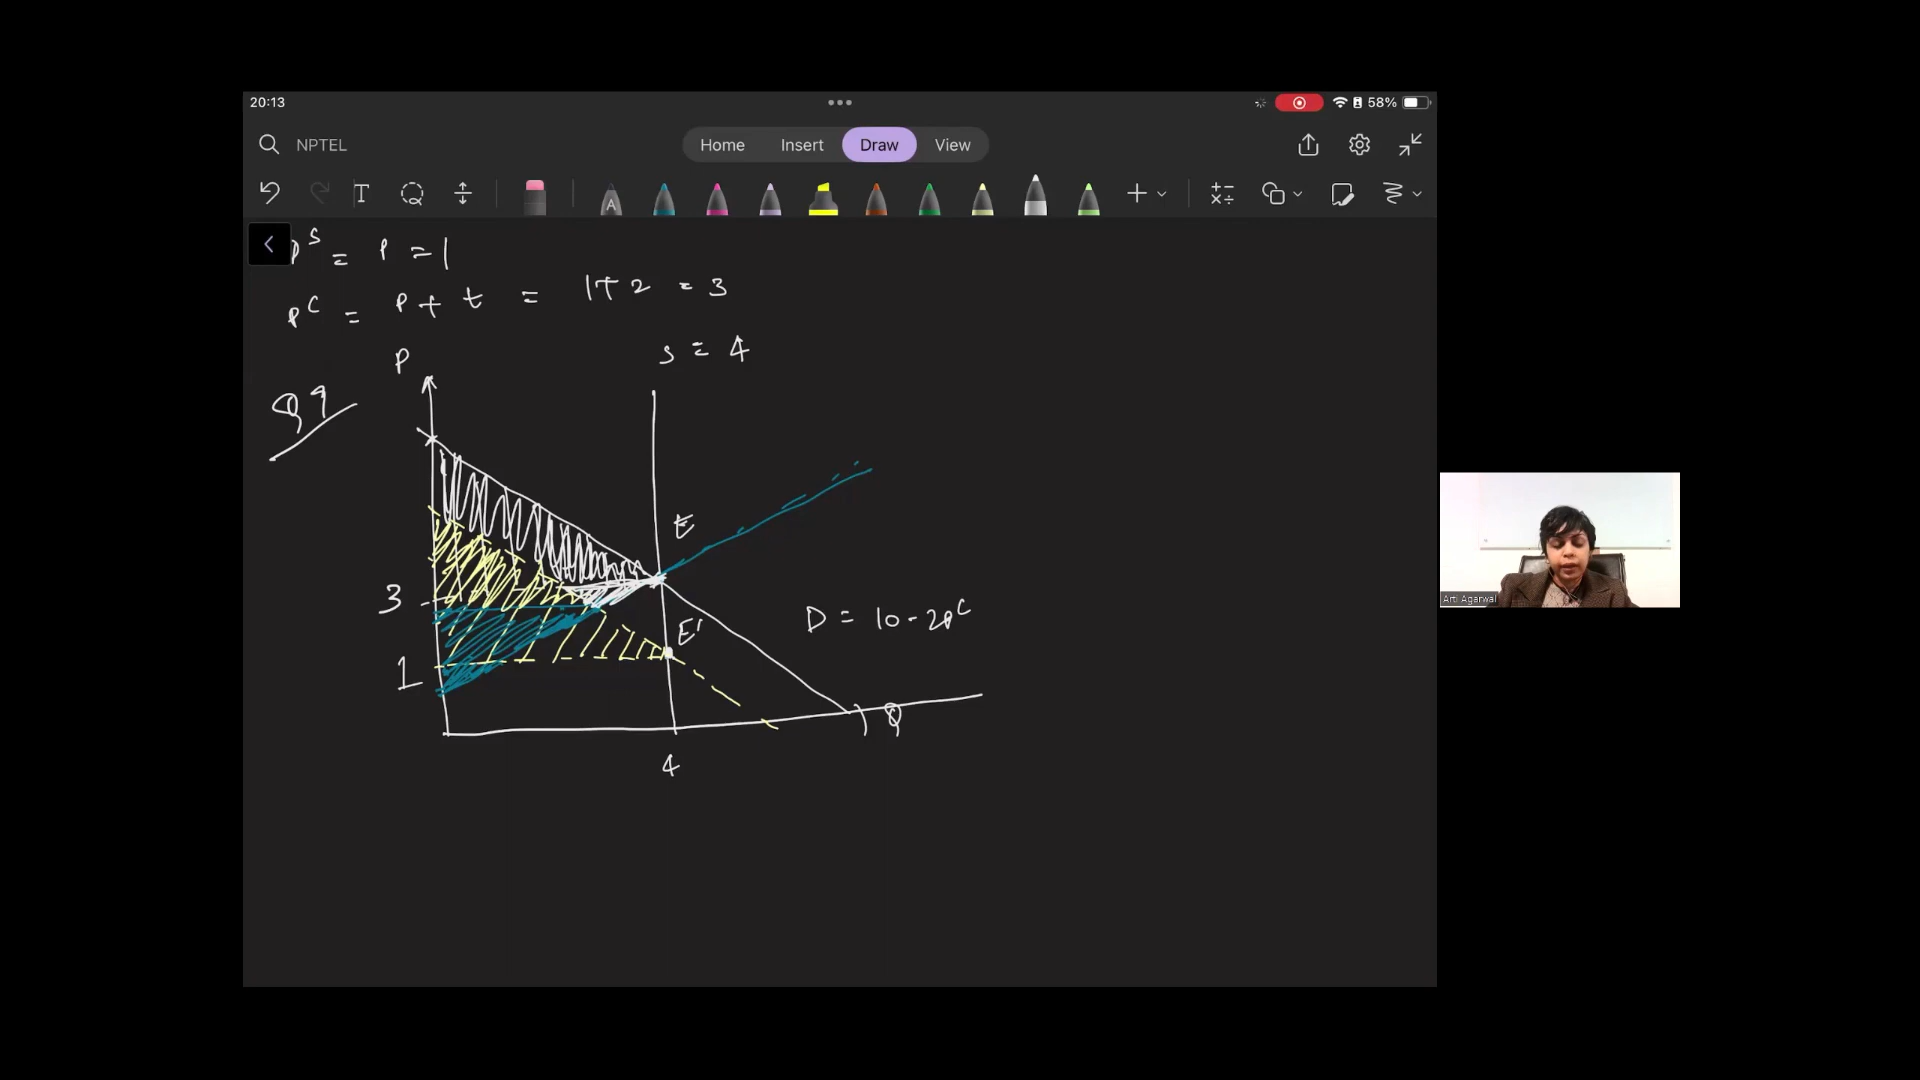 20:13
58%
NPTEL
Home Insert Draw View
T
A
P^S = P = 1
P^C = P + t = 1+2 = 3
S = 4
P
Q9
E
3
E'
D = 10-2P^C
1
Q
4
Arti Agarwal